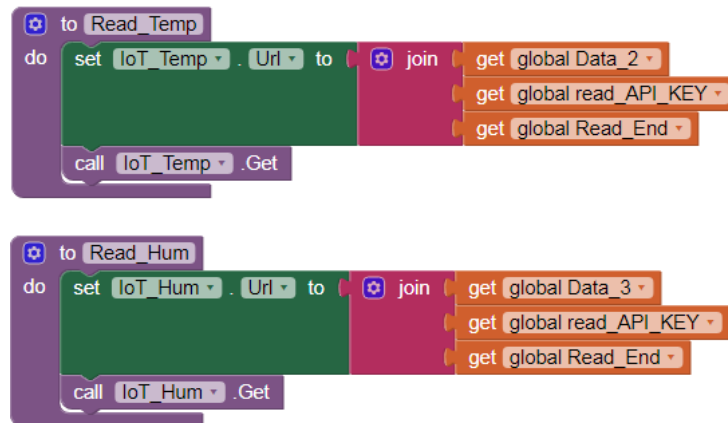 to Read_Temp
do set IoT_Temp . Url to join get global Data_2
get global read_API_KEY
get global Read_End
call IoT_Temp .Get
to Read_Hum
do set IoT_Hum . Url to join get global Data_3
get global read_API_KEY
get global Read_End
call IoT_Hum .Get